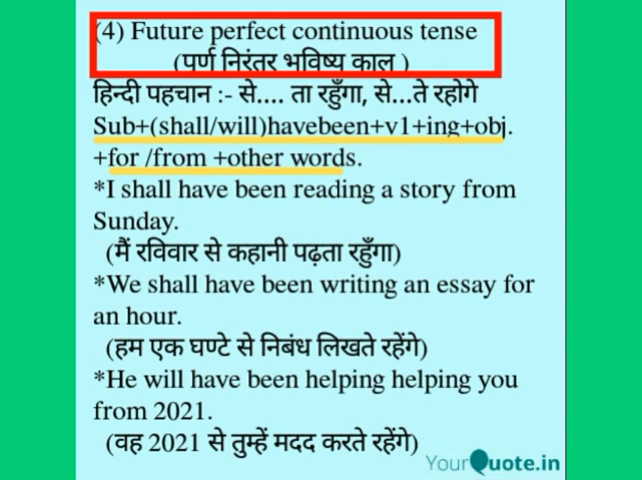 (4) Future perfect continuous tense
(पर्ण निरंतर भविष्य काल )
हिन्दी पहचान :- से.... ता रहुँगा, से...ते रहोगे
Sub+(shall/will)havebeen+v1+ing+obj.
+for /from +other words.
*I shall have been reading a story from
Sunday.
(मैं रविवार से कहानी पढ़ता रहुँगा)
*We shall have been writing an essay for
an hour.
(हम एक घण्टे से निबंध लिखते रहेंगे)
*He will have been helping helping you
from 2021.
(वह 2021 से तुम्हें मदद करते रहेंगे)
YourQuote.in